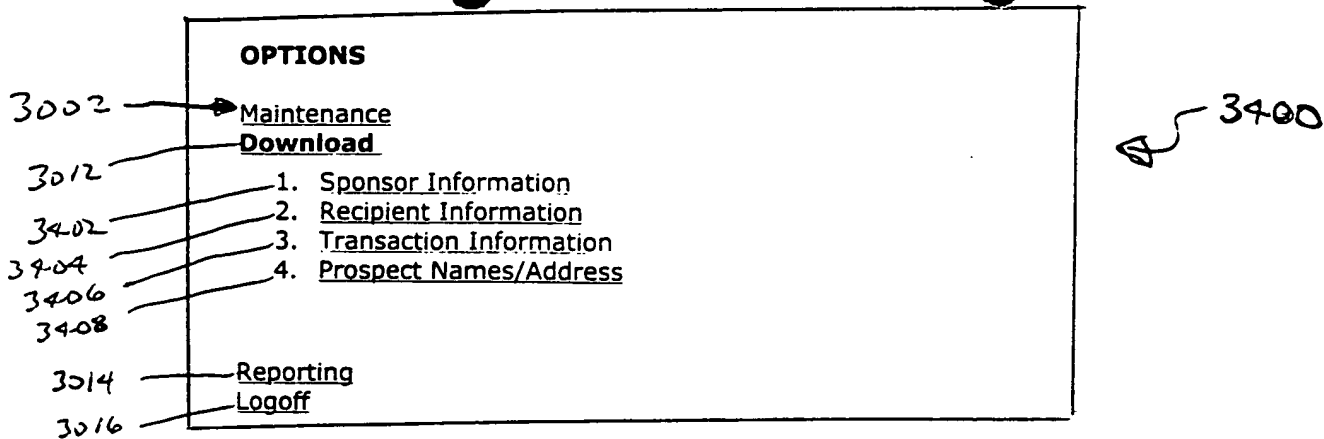 OPTIONS
3002 Maintenance
3400
3012 Download
3402 1. Sponsor Information
3404 2. Recipient Information
3406 3. Transaction Information
3408 4. Prospect Names/Address
3014 Reporting
3016 Logoff